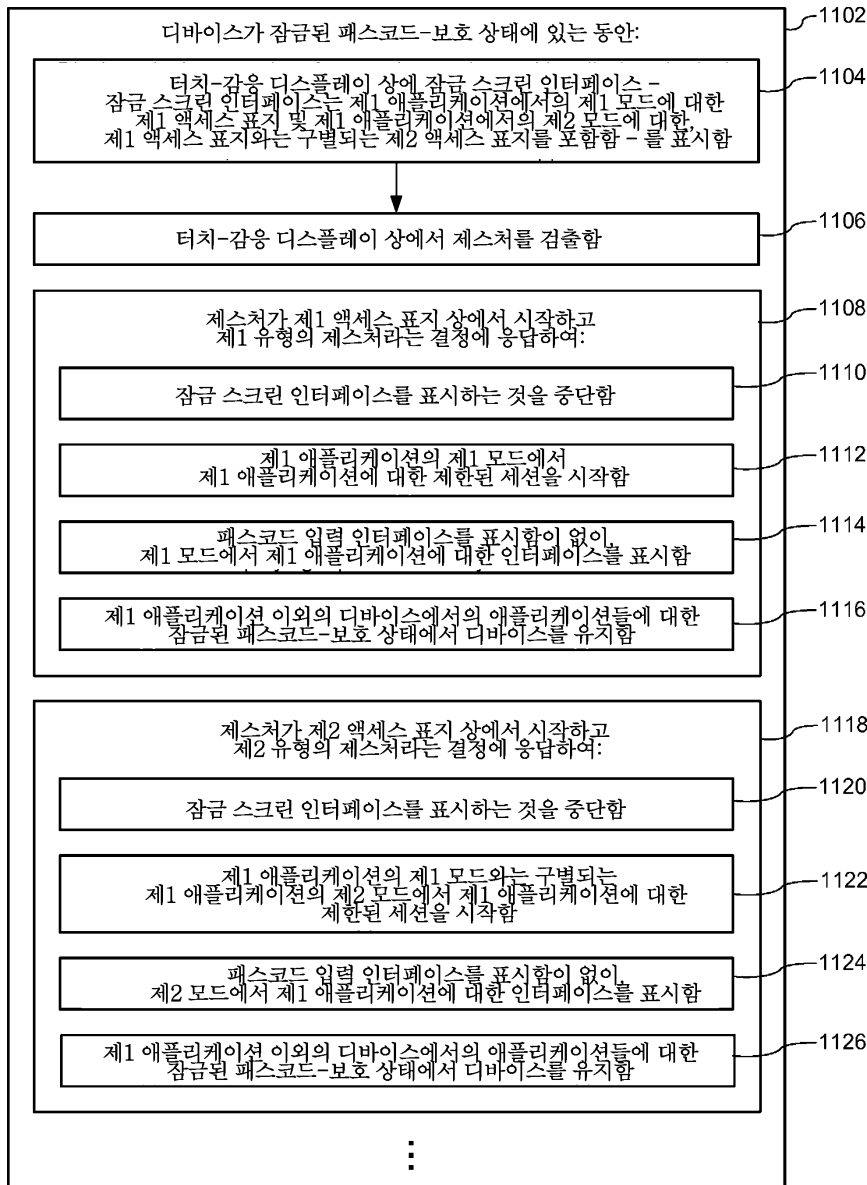 디바이스가 잠금된 패스코드-보호 상태에 있는 동안:
1102
터치-감응 디스플레이 상에 잠금 스크린 인터페이스 -
잠금 스크린 인터페이스는 제1 애플리케이션에서의 제1 모드에 대한
제1 액세스 표지 및 제1 애플리케이션에서의 제2 모드에 대한,
제1 액세스 표지와는 구별되는 제2 액세스 표지를 포함함 - 를 표시함
1104
터치-감응 디스플레이 상에서 제스처를 검출함
1106
제스처가 제1 액세스 표지 상에서 시작하고
제1 유형의 제스처라는 결정에 응답하여:
1108
잠금 스크린 인터페이스를 표시하는 것을 중단함
1110
제1 애플리케이션의 제1 모드에서
제1 애플리케이션에 대한 제한된 세션을 시작함
1112
패스코드 입력 인터페이스를 표시함이 없이,
제1 모드에서 제1 애플리케이션에 대한 인터페이스를 표시함
1114
제1 애플리케이션 이외의 디바이스에서의 애플리케이션들에 대한
잠금된 패스코드-보호 상태에서 디바이스를 유지함
1116
제스처가 제2 액세스 표지 상에서 시작하고
제2 유형의 제스처라는 결정에 응답하여:
1118
잠금 스크린 인터페이스를 표시하는 것을 중단함
1120
제1 애플리케이션의 제1 모드와는 구별되는
제1 애플리케이션의 제2 모드에서 제1 애플리케이션에 대한
제한된 세션을 시작함
1122
패스코드 입력 인터페이스를 표시함이 없이,
제2 모드에서 제1 애플리케이션에 대한 인터페이스를 표시함
1124
제1 애플리케이션 이외의 디바이스에서의 애플리케이션들에 대한
잠금된 패스코드-보호 상태에서 디바이스를 유지함
1126